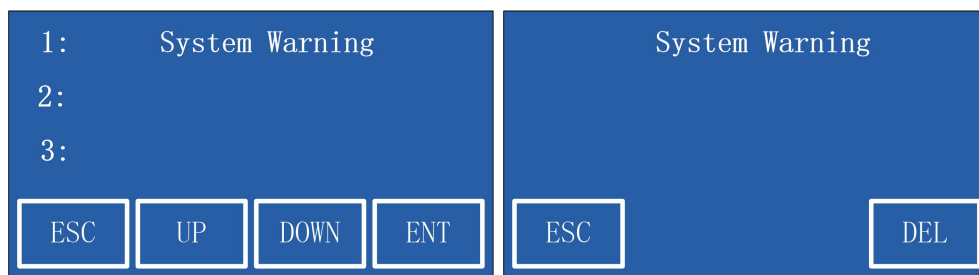 1: System Warning
2:
3:
ESC UP DOWN ENT
System Warning
ESC DEL